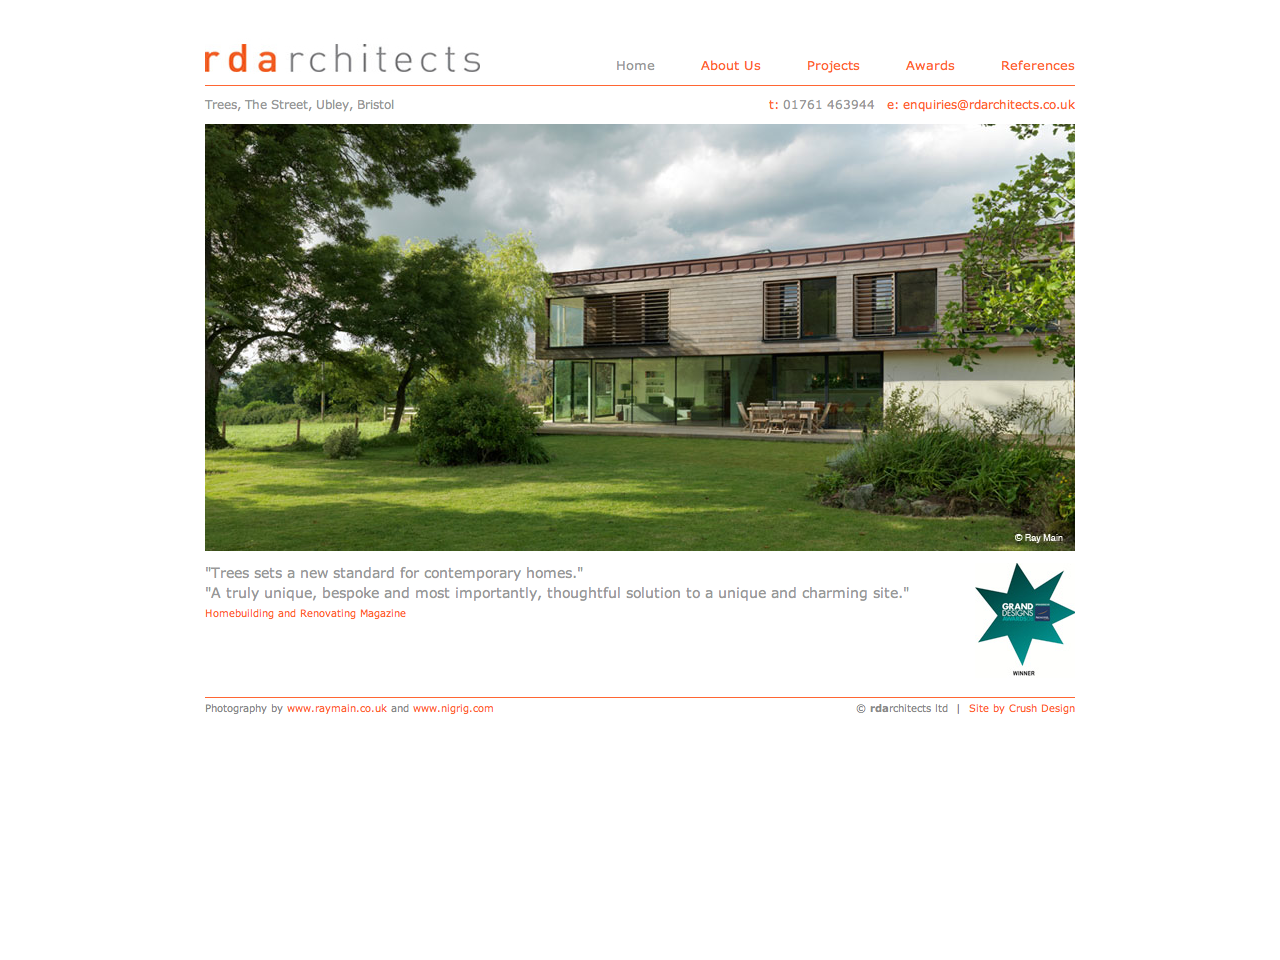 rdarchitects
Home About Us Projects Awards References
Trees, The Street, Ubley, Bristol
t: 01761 463944 e: enquiries@rdarchitects.co.uk
© Ray Main
"Trees sets a new standard for contemporary homes."
"A truly unique, bespoke and most importantly, thoughtful solution to a unique and charming site."
Homebuilding and Renovating Magazine
GRAND
DESIGNS
AWARDS
WINNER
Photography by www.raymain.co.uk and www.nigrig.com
© rdarchitects ltd | Site by Crush Design